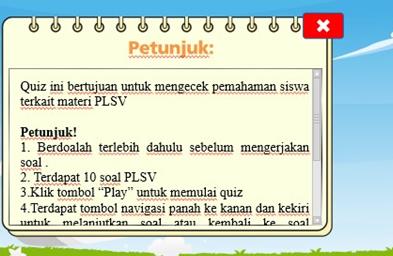 Petunjuk:
Quiz ini bertujuan untuk mengecek pemahaman siswa
terkait materi PLSV
Petunjuk!
1. Berdoalah terlebih dahulu sebelum mengerjakan
soal .
2. Terdapat 10 soal PLSV
3.Klik tombol “Play” untuk memulai quiz
4.Terdapat tombol navigasi panah ke kanan dan kekiri
untuk melanjutkan soal atau kembali ke soal